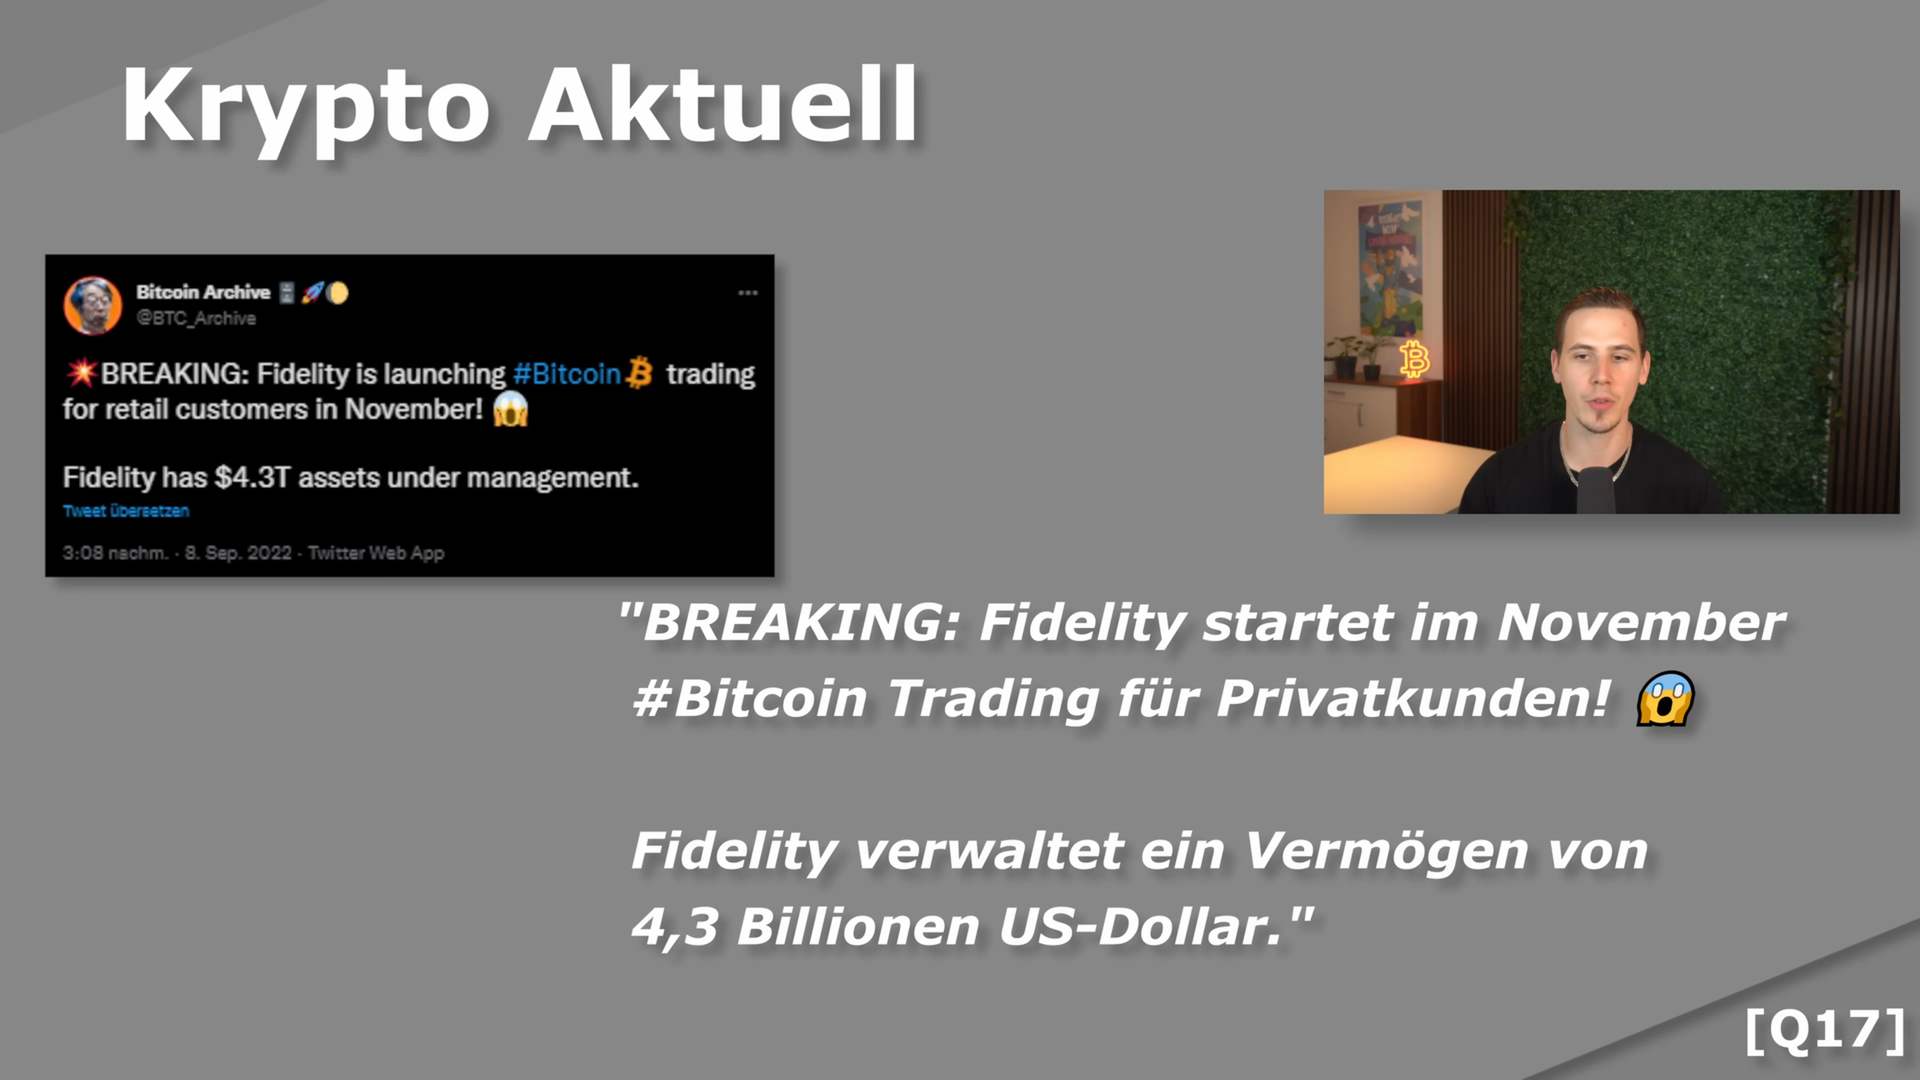 Krypto Aktuell
Bitcoin Archive 🗄️🚀🌔
@BTC_Archive
💥BREAKING: Fidelity is launching #Bitcoin trading
for retail customers in November! 😱
Fidelity has $4.3T assets under management.
Tweet übersetzen
3:08 nachm. · 8. Sep. 2022 · Twitter Web App
"BREAKING: Fidelity startet im November
#Bitcoin Trading für Privatkunden! 😱
Fidelity verwaltet ein Vermögen von
4,3 Billionen US-Dollar."
[Q17]